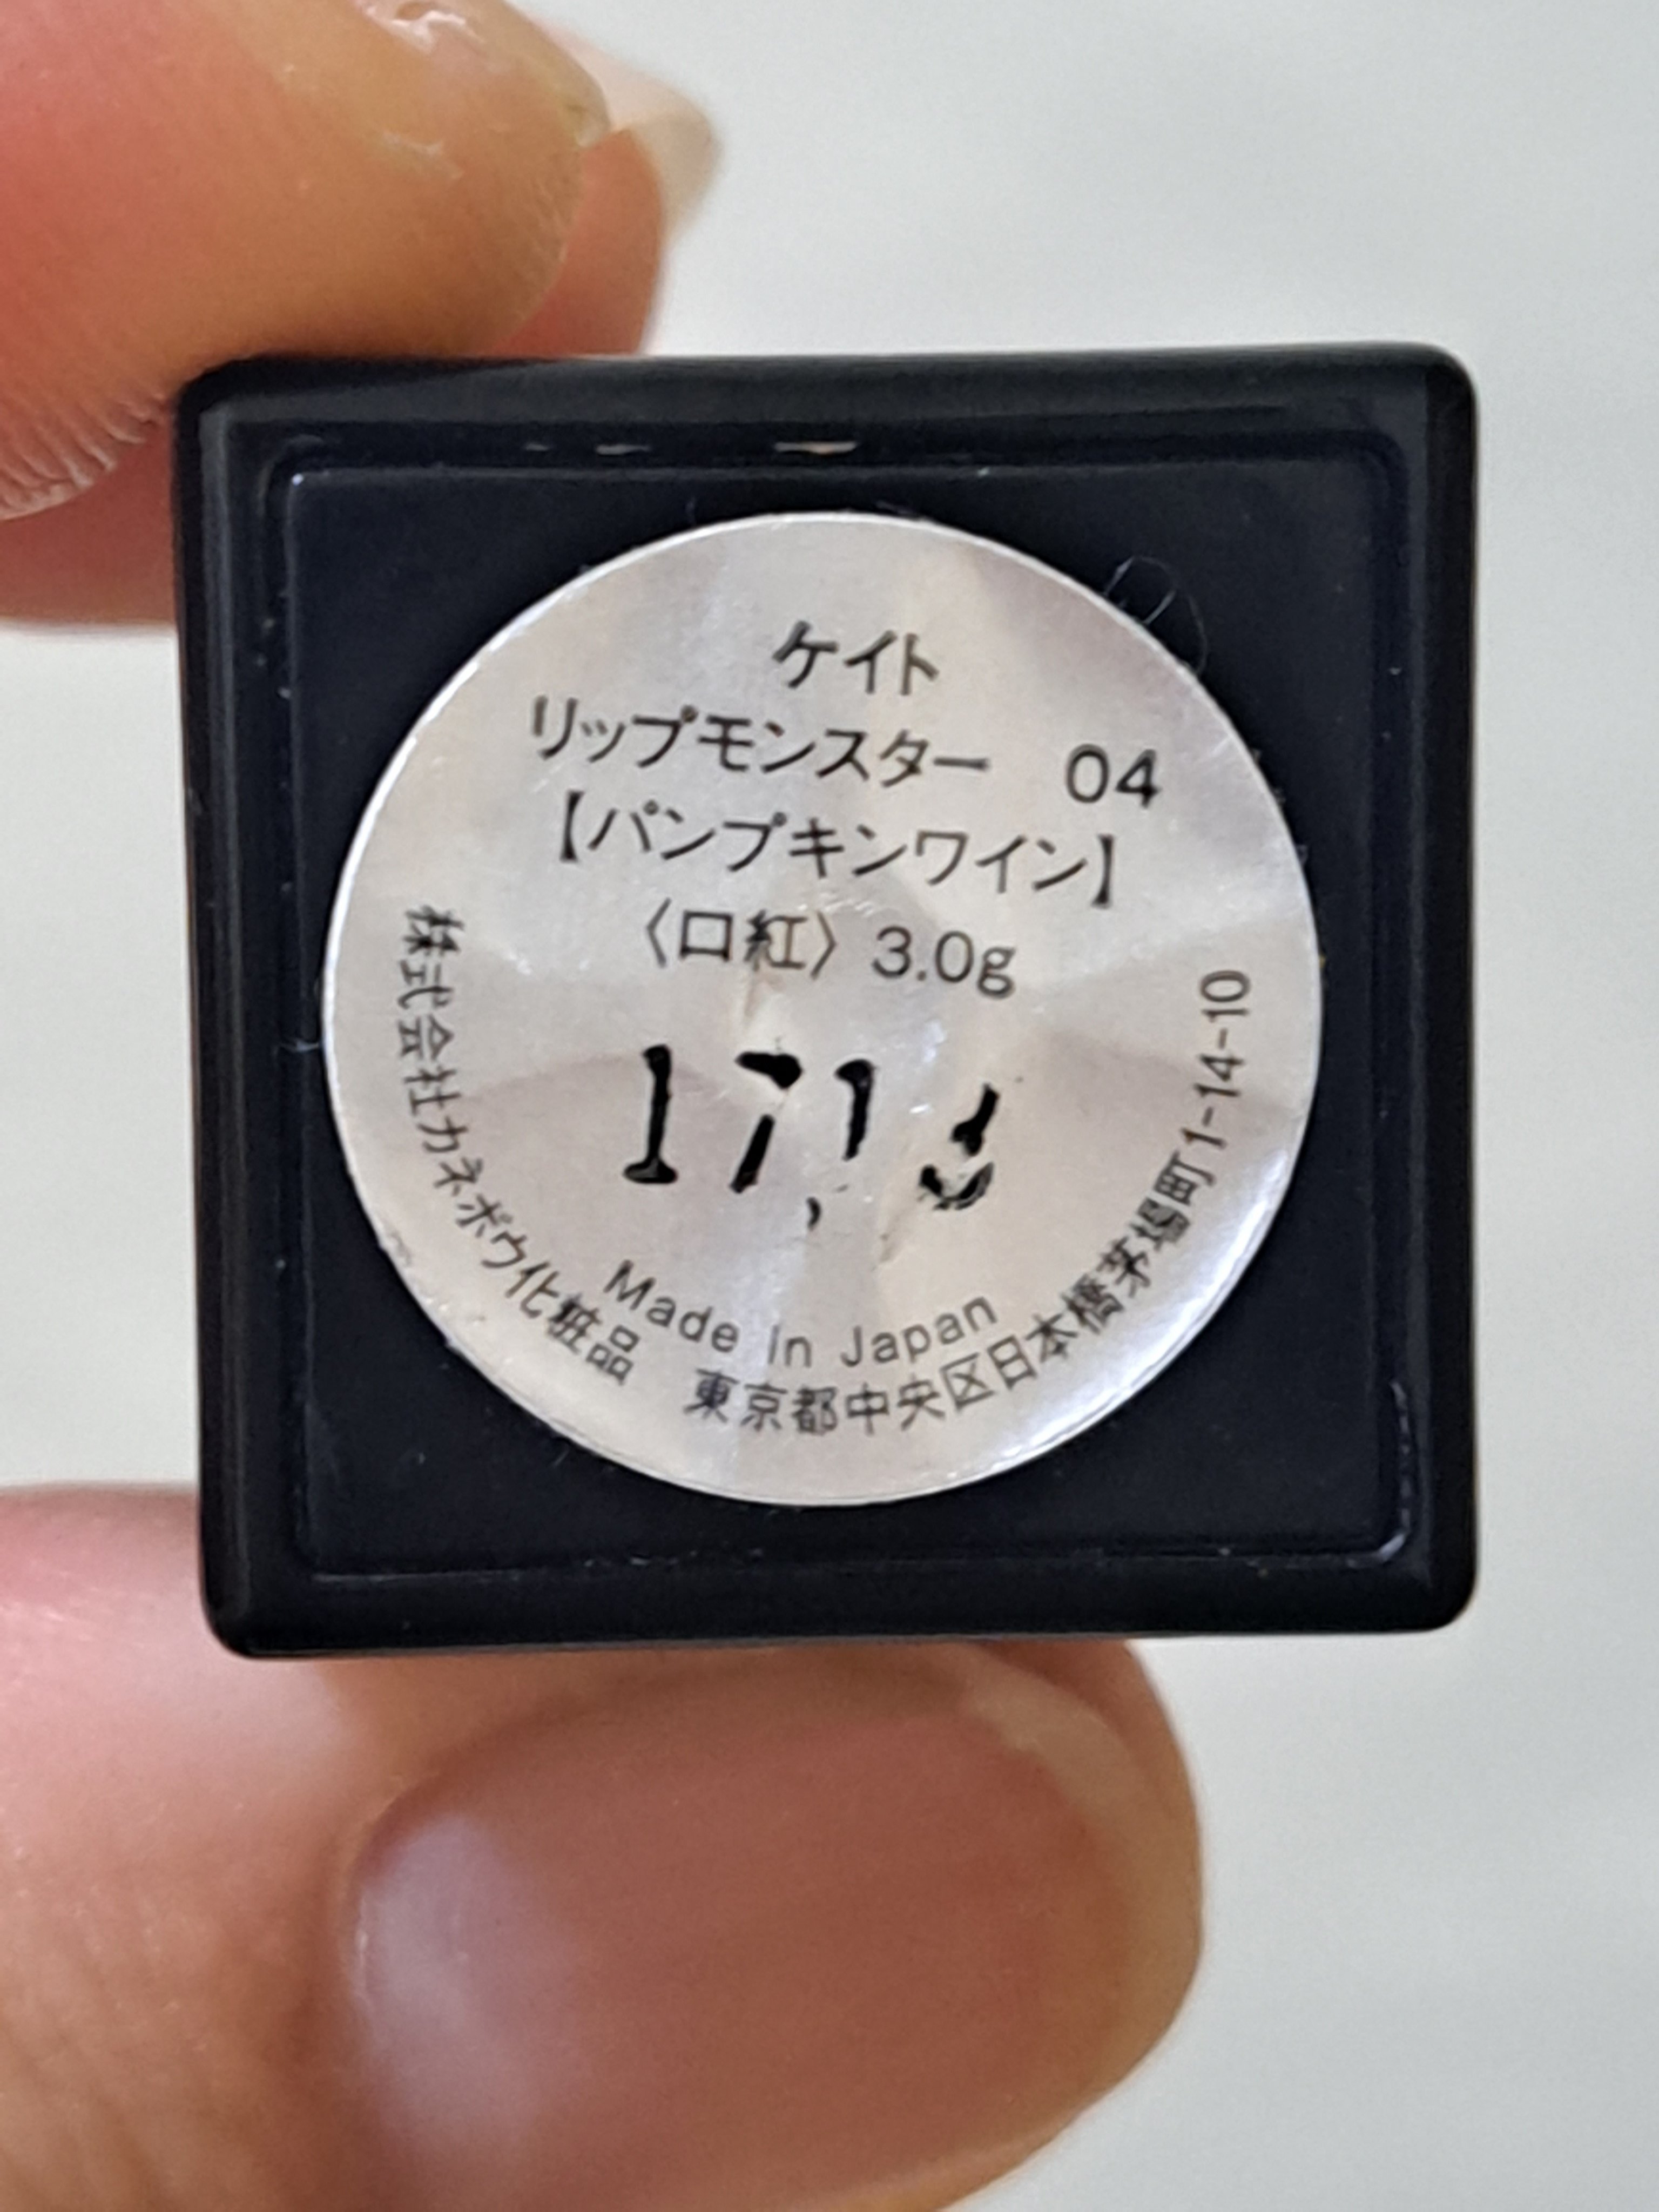 ケイト
リップモンスター　04
【パンプキンワイン】
〈口紅〉3.0g
Made in Japan
株式会社カネボウ化粧品　東京都中央区日本橋茅場町1-14-10